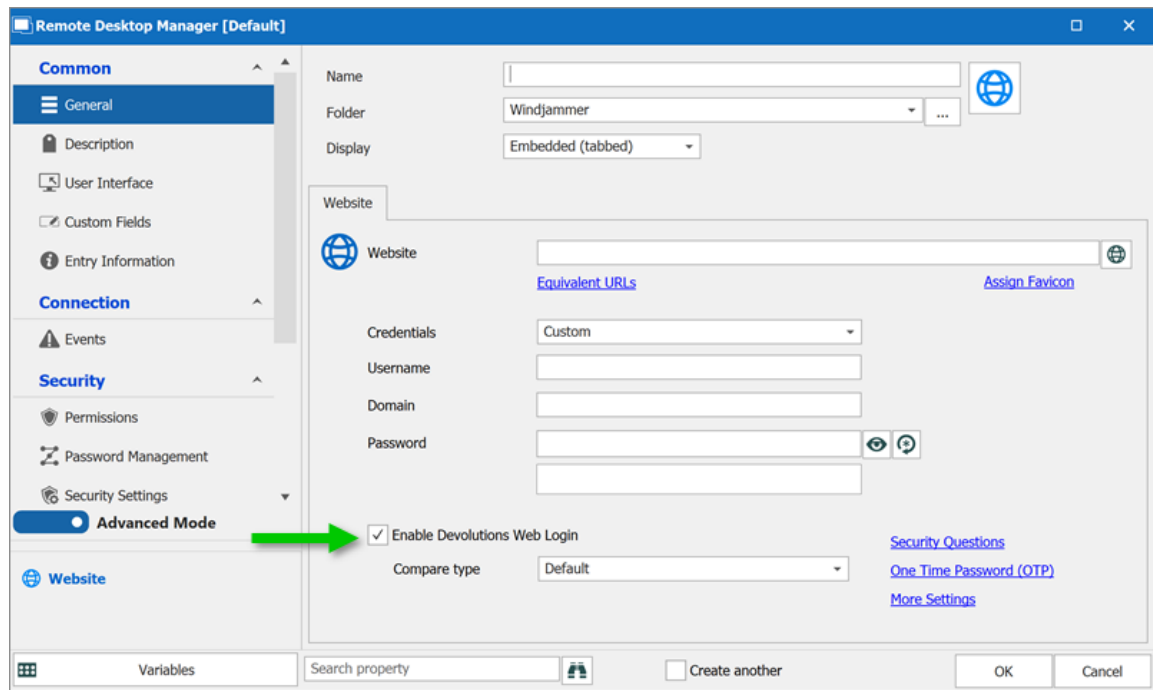 Remote Desktop Manager [Default]
Common
General
Description
User Interface
Custom Fields
Entry Information
Connection
Events
Security
Permissions
Password Management
Security Settings
Advanced Mode
Website
Variables
Name
Folder
Windjammer
...
Display
Embedded (tabbed)
Website
Website
Equivalent URLs
Assign Favicon
Credentials
Custom
Username
Domain
Password
Enable Devolutions Web Login
Compare type
Default
Security Questions
One Time Password (OTP)
More Settings
Search property
Create another
OK
Cancel